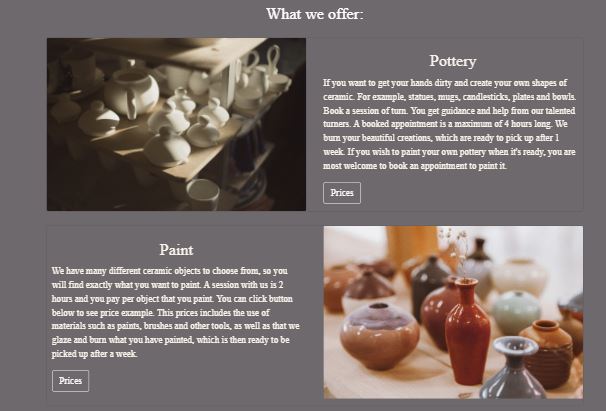 What we offer:
Pottery
If you want to get your hands dirty and create your own shapes of
ceramic. For example, statues, mugs, candlesticks, plates and bowls.
Book a session of turn. You get guidance and help from our talented
turners. A booked appointment is a maximum of 4 hours long. We
burn your beautiful creations, which are ready to pick up after 1
week. If you wish to paint your own pottery when it's ready, you are
most welcome to book an appointment to paint it.
Prices
Paint
We have many different ceramic objects to choose from, so you
will find exactly what you want to paint. A session with us is 2
hours and you pay per object that you paint. You can click button
below to see price example. This prices includes the use of
materials such as paints, brushes and other tools, as well as that we
glaze and burn what you have painted, which is then ready to be
picked up after a week.
Prices